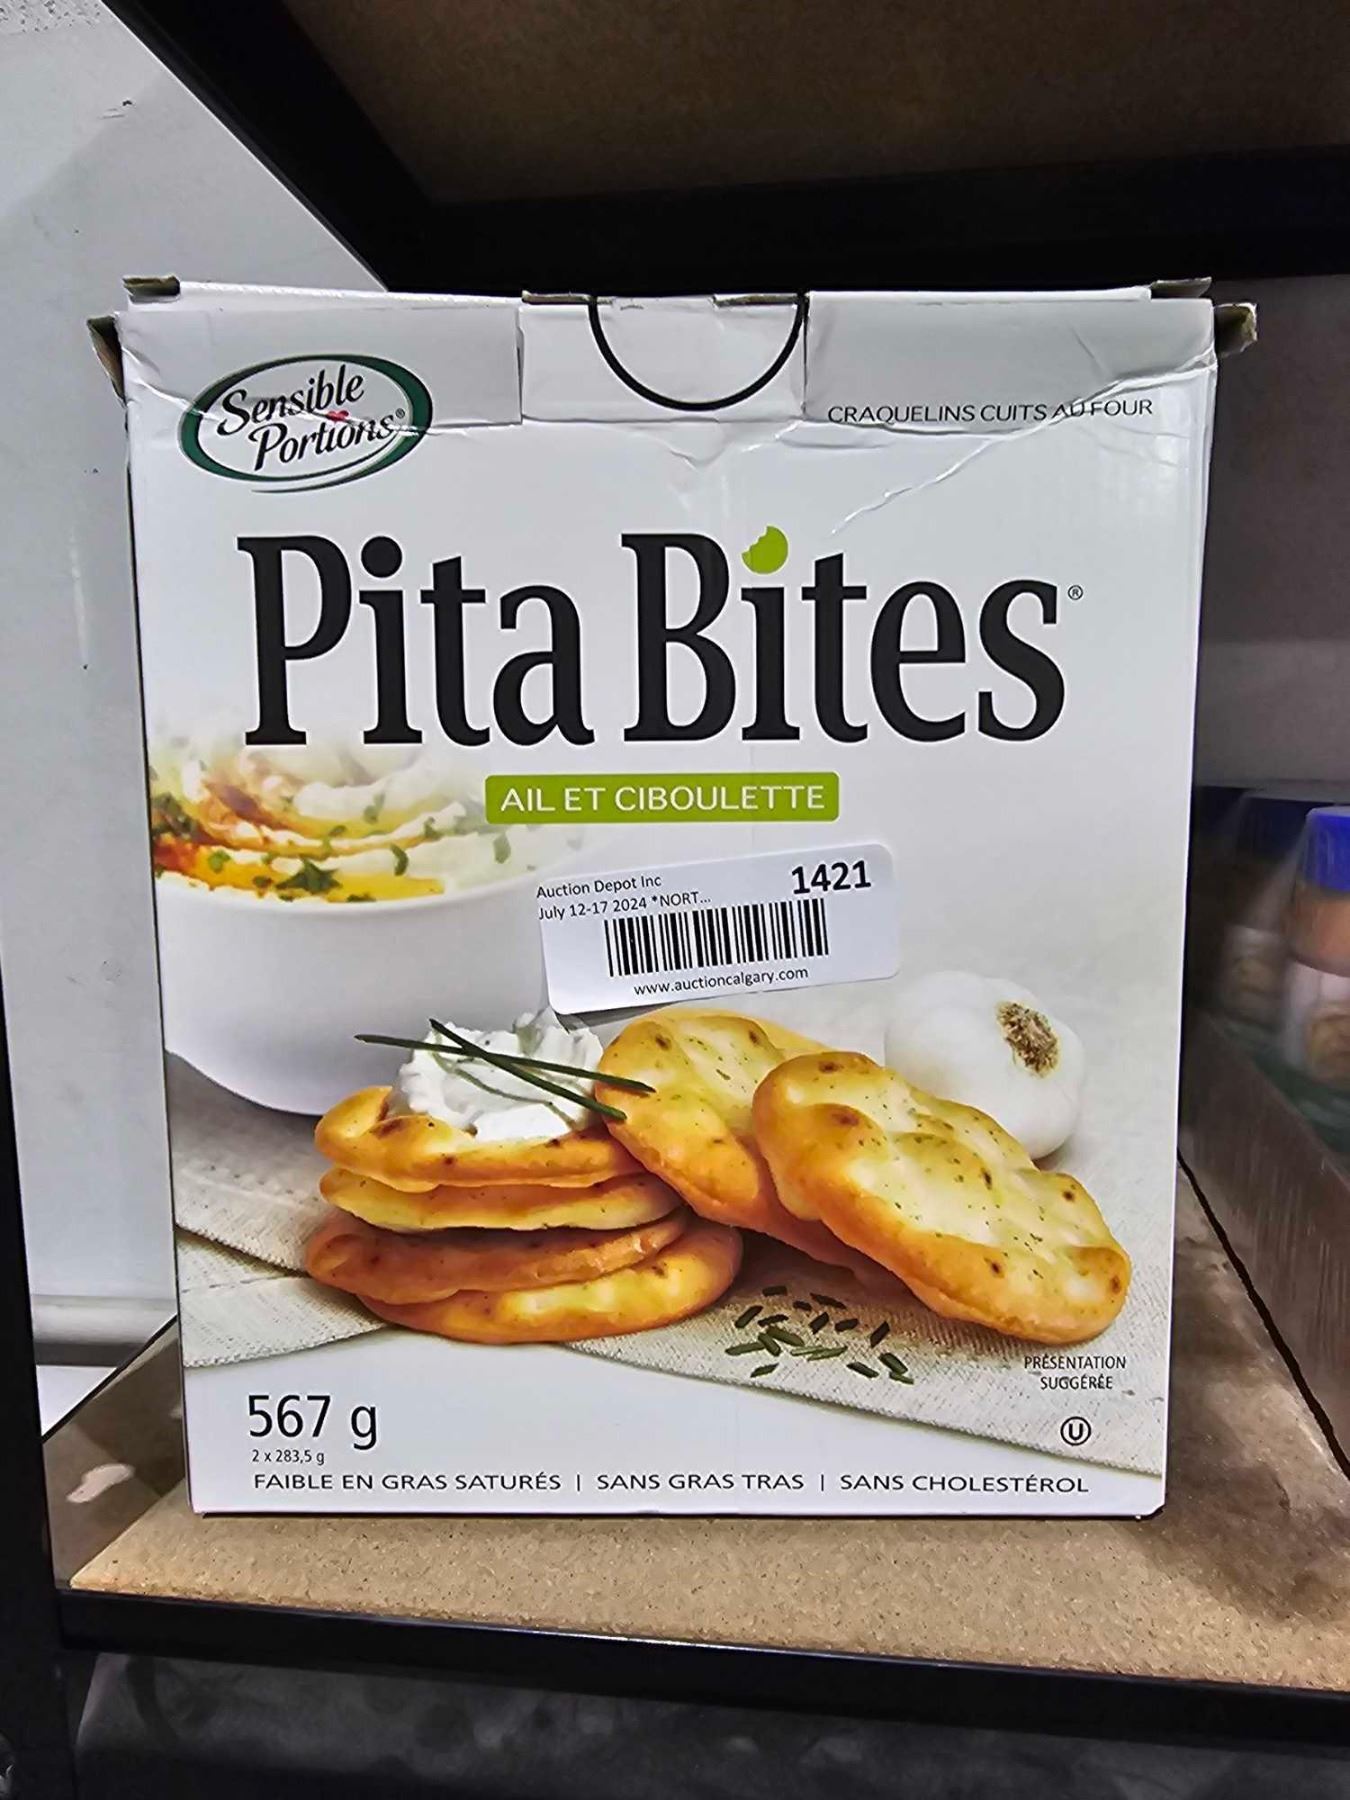 Sensible
Portions®
CRAQUELINS CUITS AU FOUR
Pita Bites®
AIL ET CIBOULETTE
Auction Depot Inc
1421
July 12-17 2024 *NORT...
www.auctioncalgary.com
PRÉSENTATION
SUGGÉRÉE
U
567 g
2 x 283,5 g
FAIBLE EN GRAS SATURÉS | SANS GRAS TRAS | SANS CHOLESTÉROL